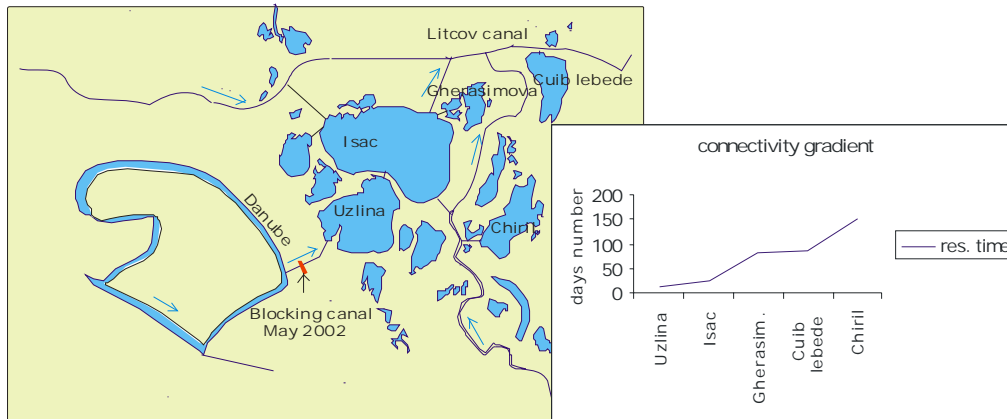 Litcov canal
Cuib lebede
Gherasimova
Isac
Uzlina
Danube
Chiril
Blocking canal
May 2002
connectivity gradient
days number
200
150
100
50
0
res. time
Uzlina
Isac
Gherasim.
Cuib
lebede
Chiril